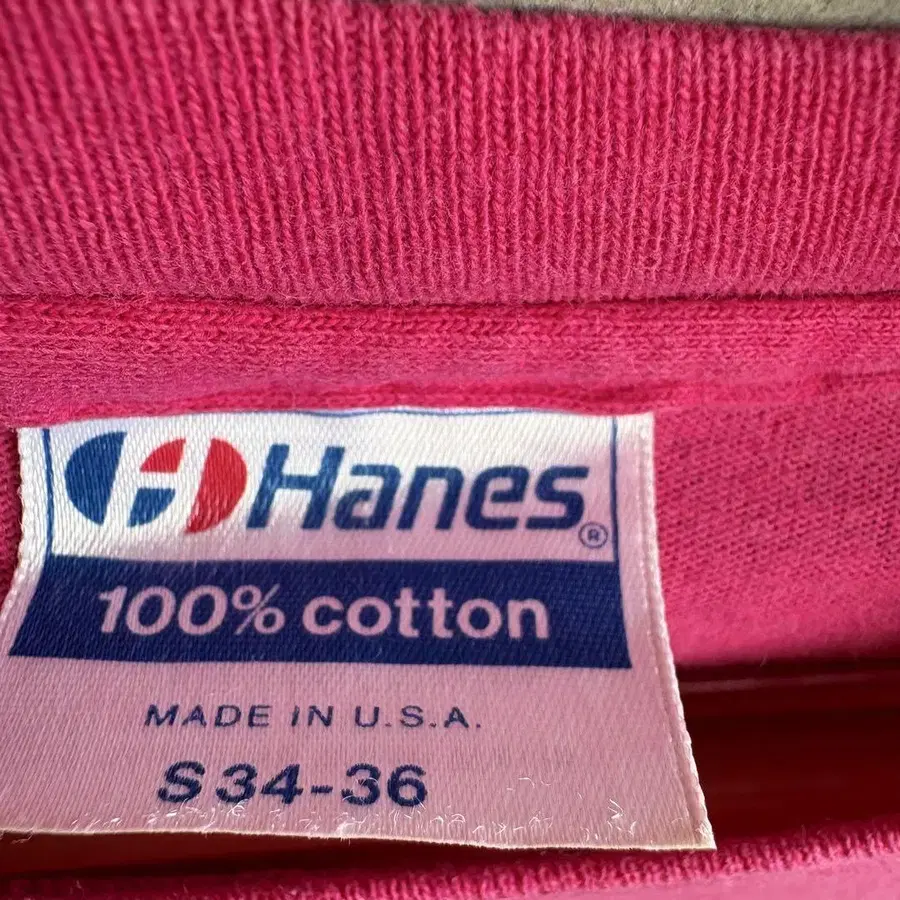 Hanes®
100% cotton
MADE IN U.S.A.
S 34-36